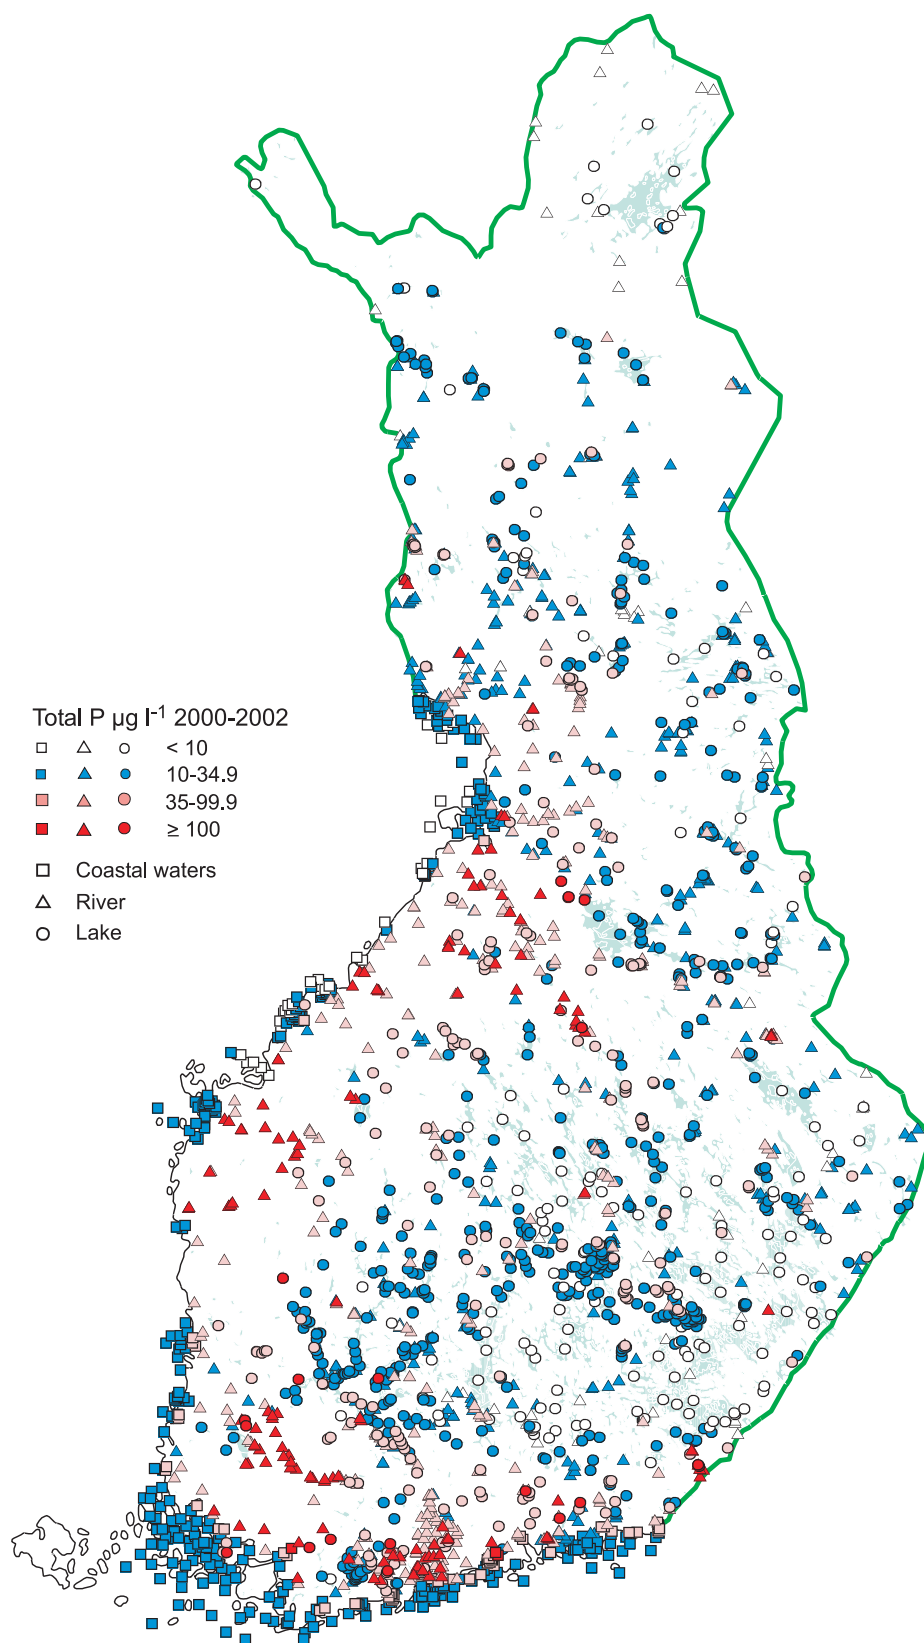 Total P µg l⁻¹ 2000-2002
< 10
10-34.9
35-99.9
≥ 100
Coastal waters
River
Lake